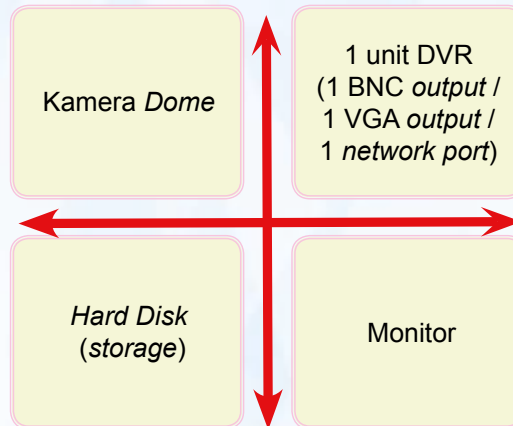 Kamera Dome
1 unit DVR
(1 BNC output /
1 VGA output /
1 network port)
Hard Disk
(storage)
Monitor